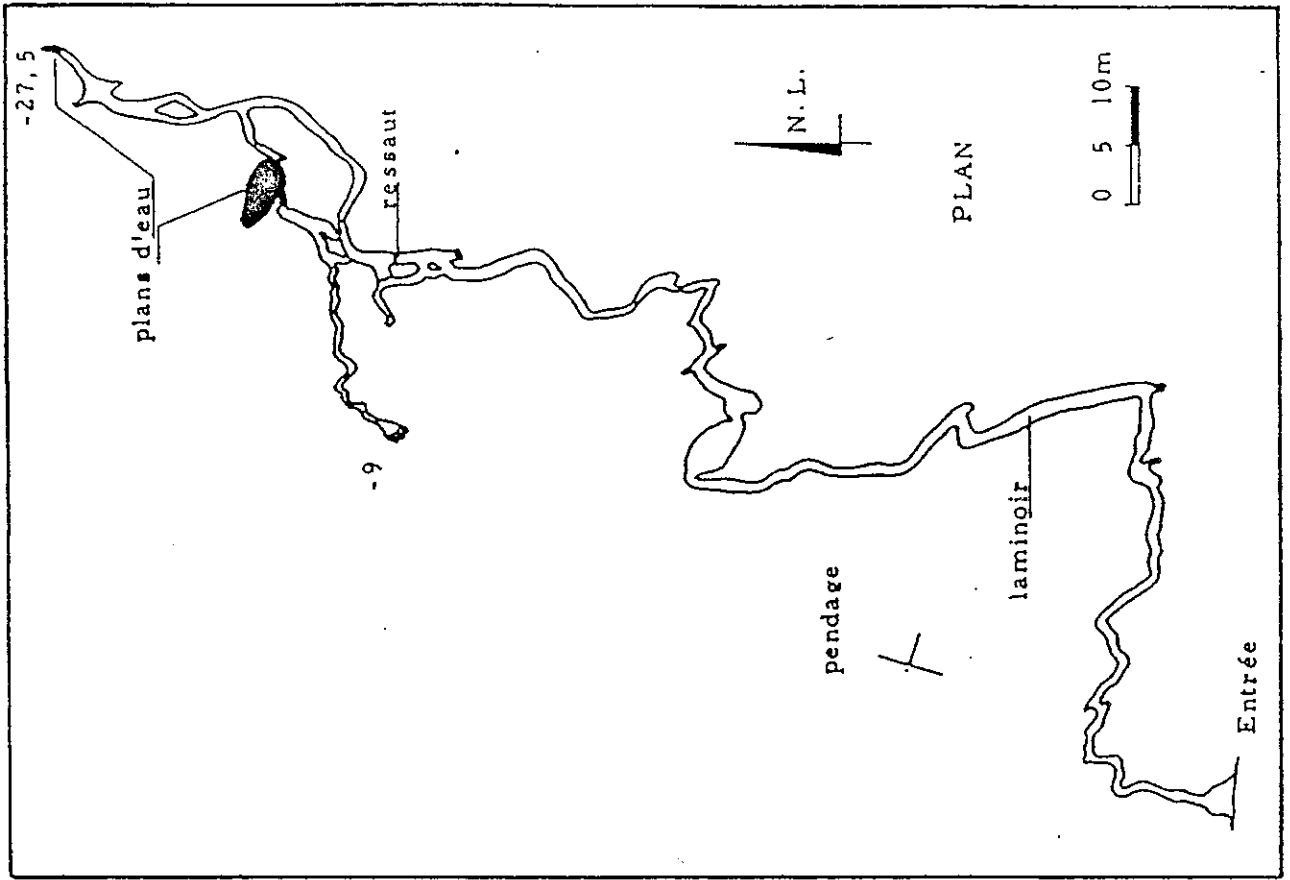 -27, 5
plans d'eau
ressaut
-9
N.L.
PLAN
0 5 10m
pendage
laminoir
Entrée